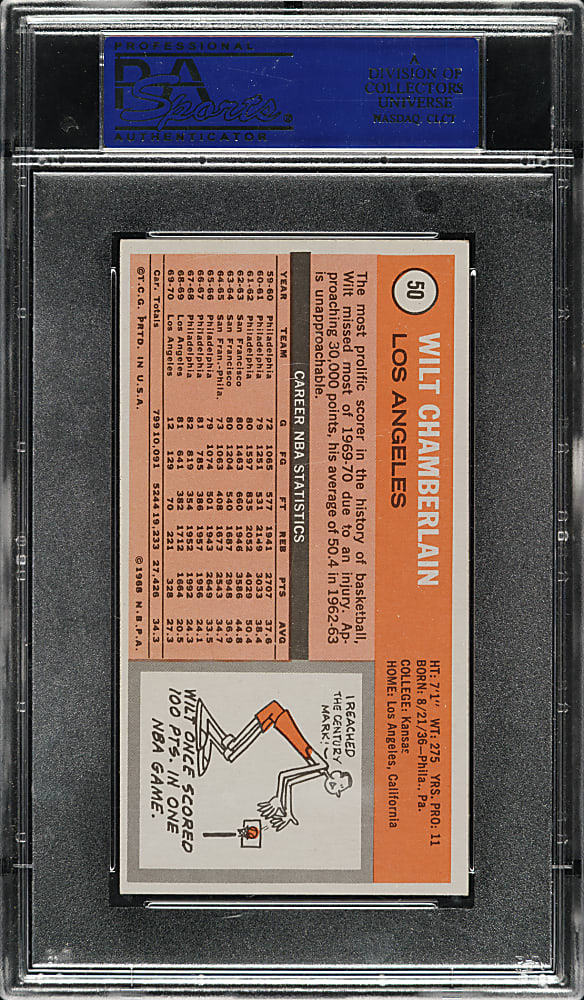 PROFESSIONAL
PSA
Sports®
AUTHENTICATOR
A
DIVISION OF
COLLECTORS
UNIVERSE
NASDAQ, CLCT
50
WILT CHAMBERLAIN
LOS ANGELES
HT: 7'1" WT: 275 YRS. PRO: 11
BORN: 8/21/36—Phila., Pa.
COLLEGE: Kansas
HOME: Los Angeles, California
The most prolific scorer in the history of basketball,
Wilt missed most of 1969-70 due to an injury. Ap-
proaching 30,000 points, his average of 50.4 in 1962-63
is unapproachable.
CAREER NBA STATISTICS
YEAR TEAM G FG FT REB PTS AVG
59-60 Philadelphia 72 1065 577 1941 2707 37.6
60-61 Philadelphia 79 1251 531 2149 3033 38.4
61-62 Philadelphia 80 1597 835 2052 4029 50.4
62-63 San Francisco 80 1463 660 1946 3586 44.8
63-64 San Francisco 80 1204 540 1687 2948 36.9
64-65 San Fran.-Phila. 73 1063 408 1673 2543 34.7
65-66 Philadelphia 79 1074 501 1943 2649 33.5
66-67 Philadelphia 81 785 386 1957 1956 24.1
67-68 Philadelphia 82 819 354 1952 1992 24.3
68-69 Los Angeles 81 641 382 1712 1664 20.5
69-70 Los Angeles 12 129 70 221 328 27.3
Car. Totals 799 10,091 5244 19,233 27,426 34.3
©T.C.G. PRTD. IN U.S.A. ©1968 N.B.P.A.
I REACHED
THE CENTURY
MARK!
WILT ONCE SCORED
100 PTS. IN ONE
NBA GAME.